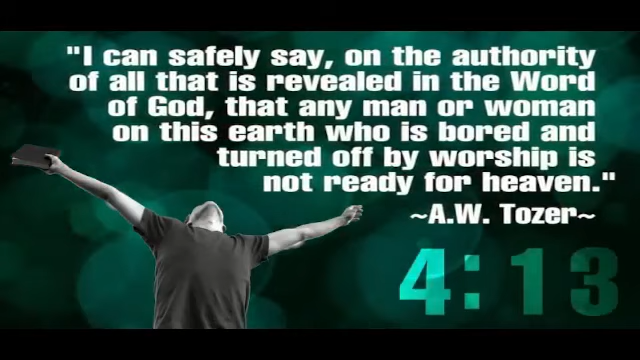 "I can safely say, on the authority
of all that is revealed in the Word
of God, that any man or woman
on this earth who is bored and
turned off by worship is
not ready for heaven."
~A.W. Tozer~
4:13